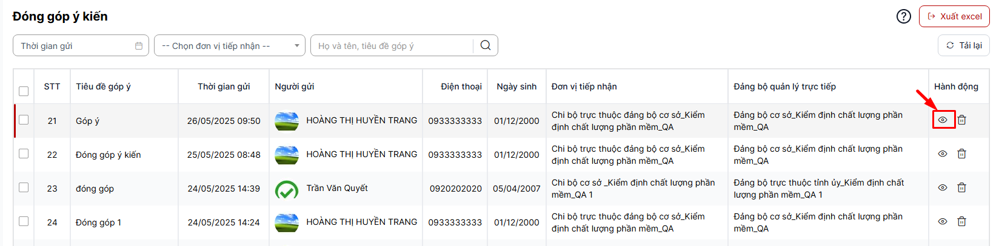 Đóng góp ý kiến
Xuất excel
Thời gian gửi
-- Chọn đơn vị tiếp nhận --
Họ và tên, tiêu đề góp ý
Tải lại
STT Tiêu đề góp ý Thời gian gửi Người gửi Điện thoại Ngày sinh Đơn vị tiếp nhận Đảng bộ quản lý trực tiếp Hành động
21 Góp ý 26/05/2025 09:50 HOÀNG THỊ HUYỀN TRANG 0933333333 01/12/2000
Chi bộ trực thuộc đảng bộ cơ sở_Kiểm
định chất lượng phần mềm_QA
Đảng bộ cơ sở_Kiểm định chất lượng phần
mềm_QA
22 Đóng góp ý kiến 25/05/2025 08:48 HOÀNG THỊ HUYỀN TRANG 0933333333 01/12/2000
Chi bộ trực thuộc đảng bộ cơ sở_Kiểm
định chất lượng phần mềm_QA
Đảng bộ cơ sở_Kiểm định chất lượng phần
mềm_QA
23 đóng góp 24/05/2025 14:39 Trần Văn Quyết 0920202020 05/04/2007
Chi bộ cơ sở _Kiểm định chất lượng phần
mềm_QA 1
Đảng bộ trực thuộc tỉnh ủy_Kiểm định chất
lượng phần mềm_QA 1
24 Đóng góp 1 24/05/2025 14:24 HOÀNG THỊ HUYỀN TRANG 0933333333 01/12/2000
Chi bộ trực thuộc đảng bộ cơ sở_Kiểm
định chất lượng phần mềm_QA
Đảng bộ cơ sở_Kiểm định chất lượng phần
mềm_QA